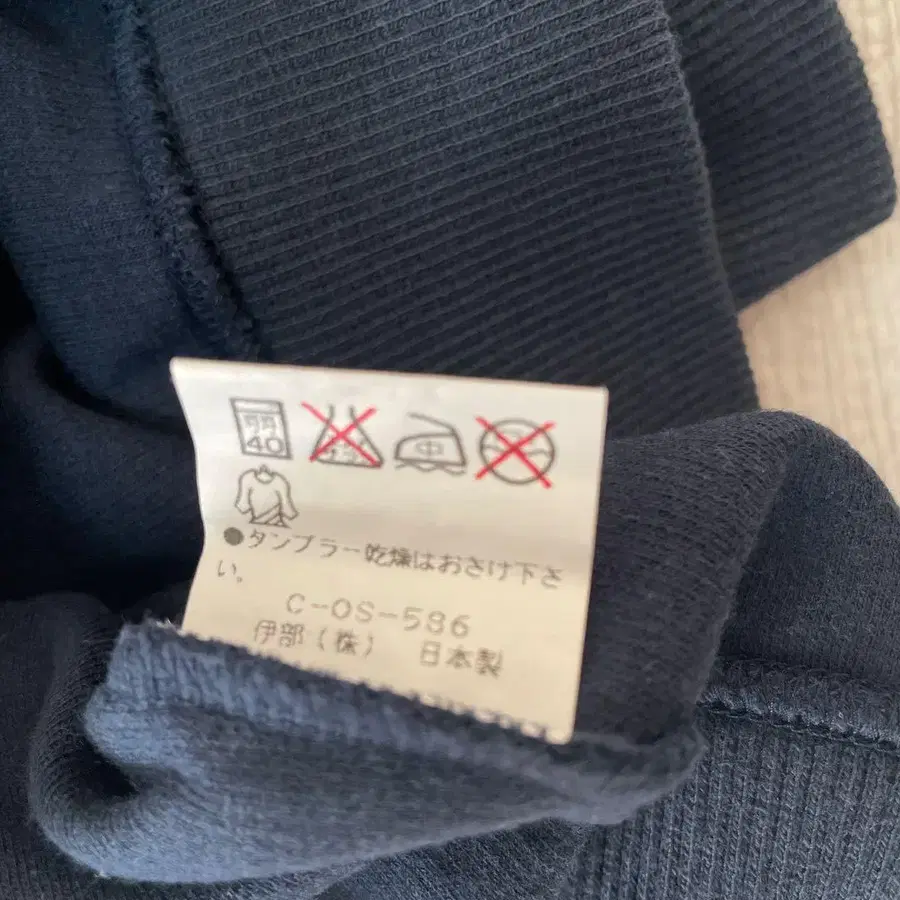 弱
40 中
●タンブラー乾燥はおさけ下さ
い。
C-OS-586
伊部(株) 日本製